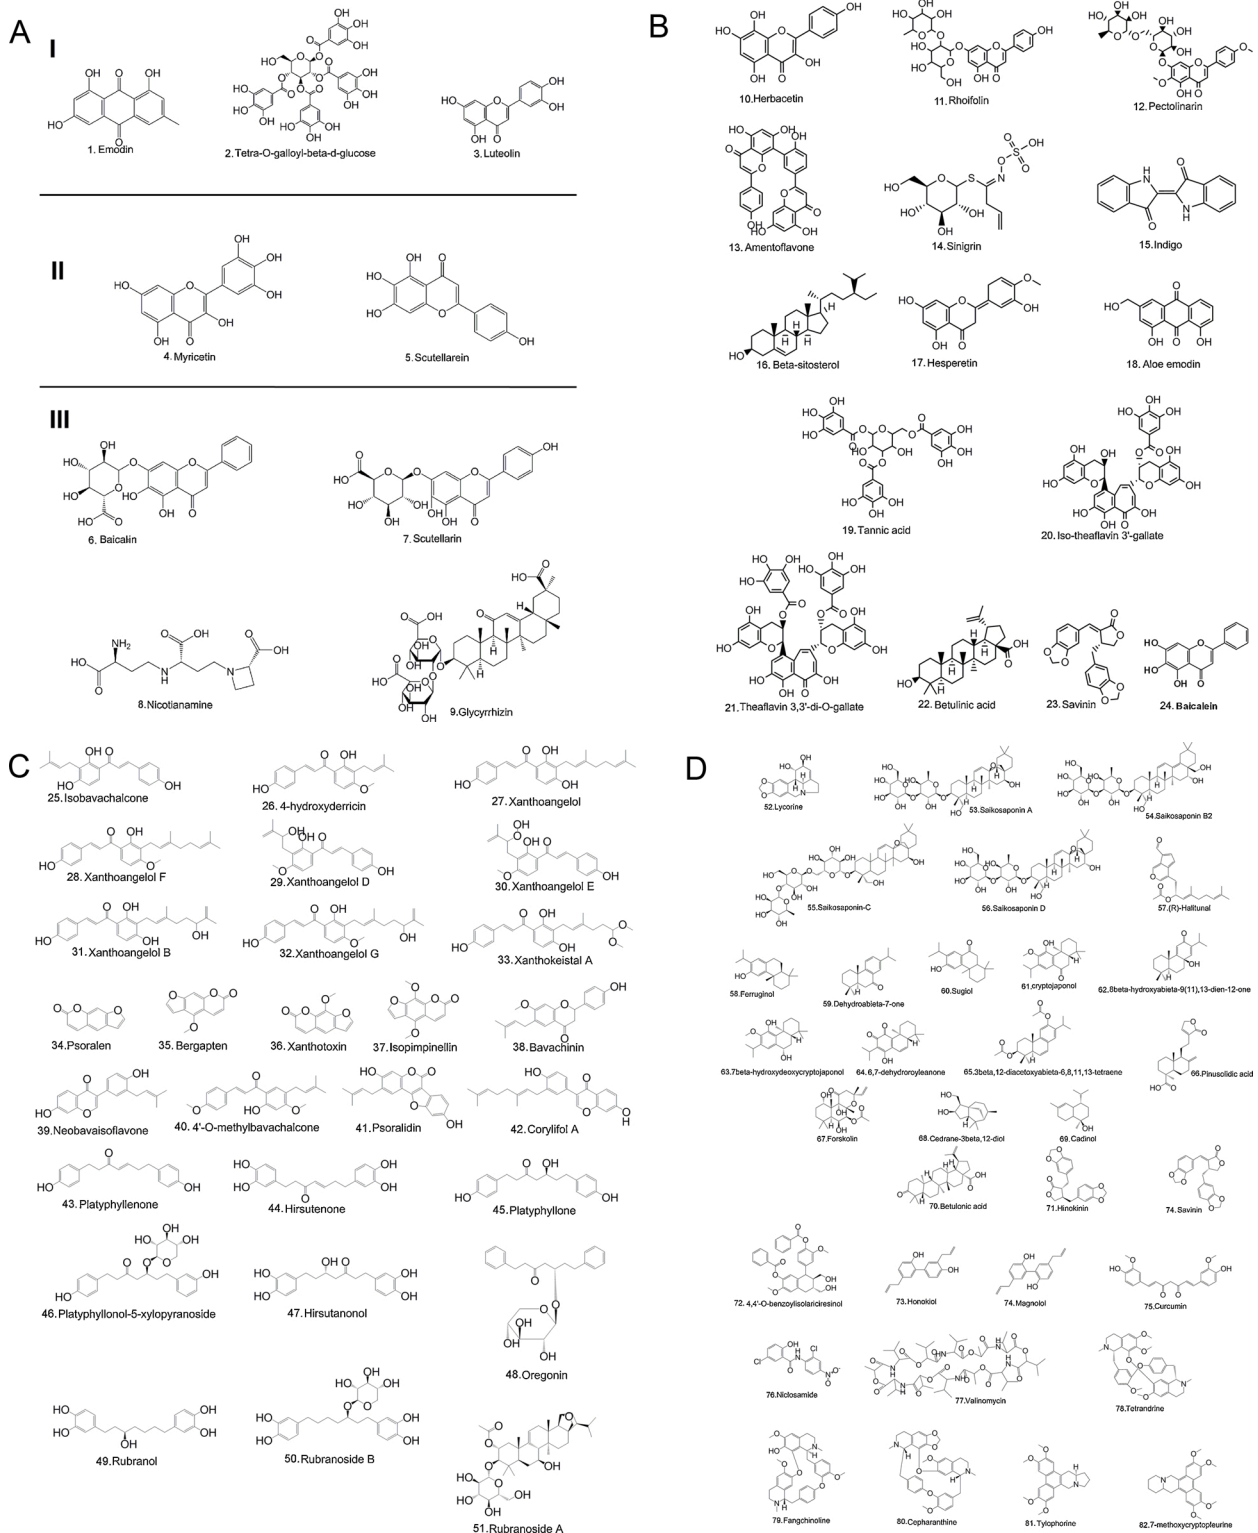 A
I
1. Emodin
2.Tetra-O-galloyl-beta-d-glucose
3. Luteolin
II
4. Myricetin
5. Scutellarein
III
6. Baicalin
7. Scutellarin
8.Nicotianamine
9.Glycyrrhizin
B
10.Herbacetin
11. Rhoifolin
12. Pectolinarin
13. Amentoflavone
14.Sinigrin
15.Indigo
16. Beta-sitosterol
17. Hesperetin
18. Aloe emodin
19. Tannic acid
20. Iso-theaflavin 3'-gallate
21.Theaflavin 3,3'-di-O-gallate
22. Betulinic acid
23. Savinin
24. Baicalein
C
25. Isobavachalcone
26. 4-hydroxyderricin
27. Xanthoangelol
28. Xanthoangelol F
29. Xanthoangelol D
30. Xanthoangelol E
31. Xanthoangelol B
32. Xanthoangelol G
33. Xanthokeistal A
34.Psoralen
35. Bergapten
36. Xanthotoxin
37. Isopimpinellin
38. Bavachinin
39. Neobavaisoflavone
40. 4'-O-methylbavachalcone
41. Psoralidin
42. Corylifol A
43. Platyphyllenone
44. Hirsutenone
45. Platyphyllone
46. Platyphyllonol-5-xylopyranoside
47. Hirsutanonol
48. Oregonin
49.Rubranol
50. Rubranoside B
51.Rubranoside A
D
52.Lycorine
53.Saikosaponin A
54.Saikosaponin B2
55.Saikosaponin-C
56.Saikosaponin D
57.(R)-Halitunal
58.Ferruginol
59.Dehydroabieta-7-one
60.Sugiol
61.cryptojaponol
62.8beta-hydroxyabieta-9(11),13-dien-12-one
63.7beta-hydroxydeoxycryptojaponol
64.6,7-dehydroroyleanone
65.3beta,12-diacetoxyabieta-6,8,11,13-tetraene
66.Pinusolidic acid
67.Forskolin
68.Cedrane-3beta,12-diol
69.Cadinol
70.Betulonic acid
71.Hinokinin
74.Savinin
72. 4,4'-O-benzoylisolariciresinol
73.Honokiol
74.Magnolol
75.Curcumin
76.Niclosamide
77.Valinomycin
78.Tetrandrine
79.Fangchinoline
80.Cepharanthine
81.Tylophorine
82.7-methoxycryptopleurine